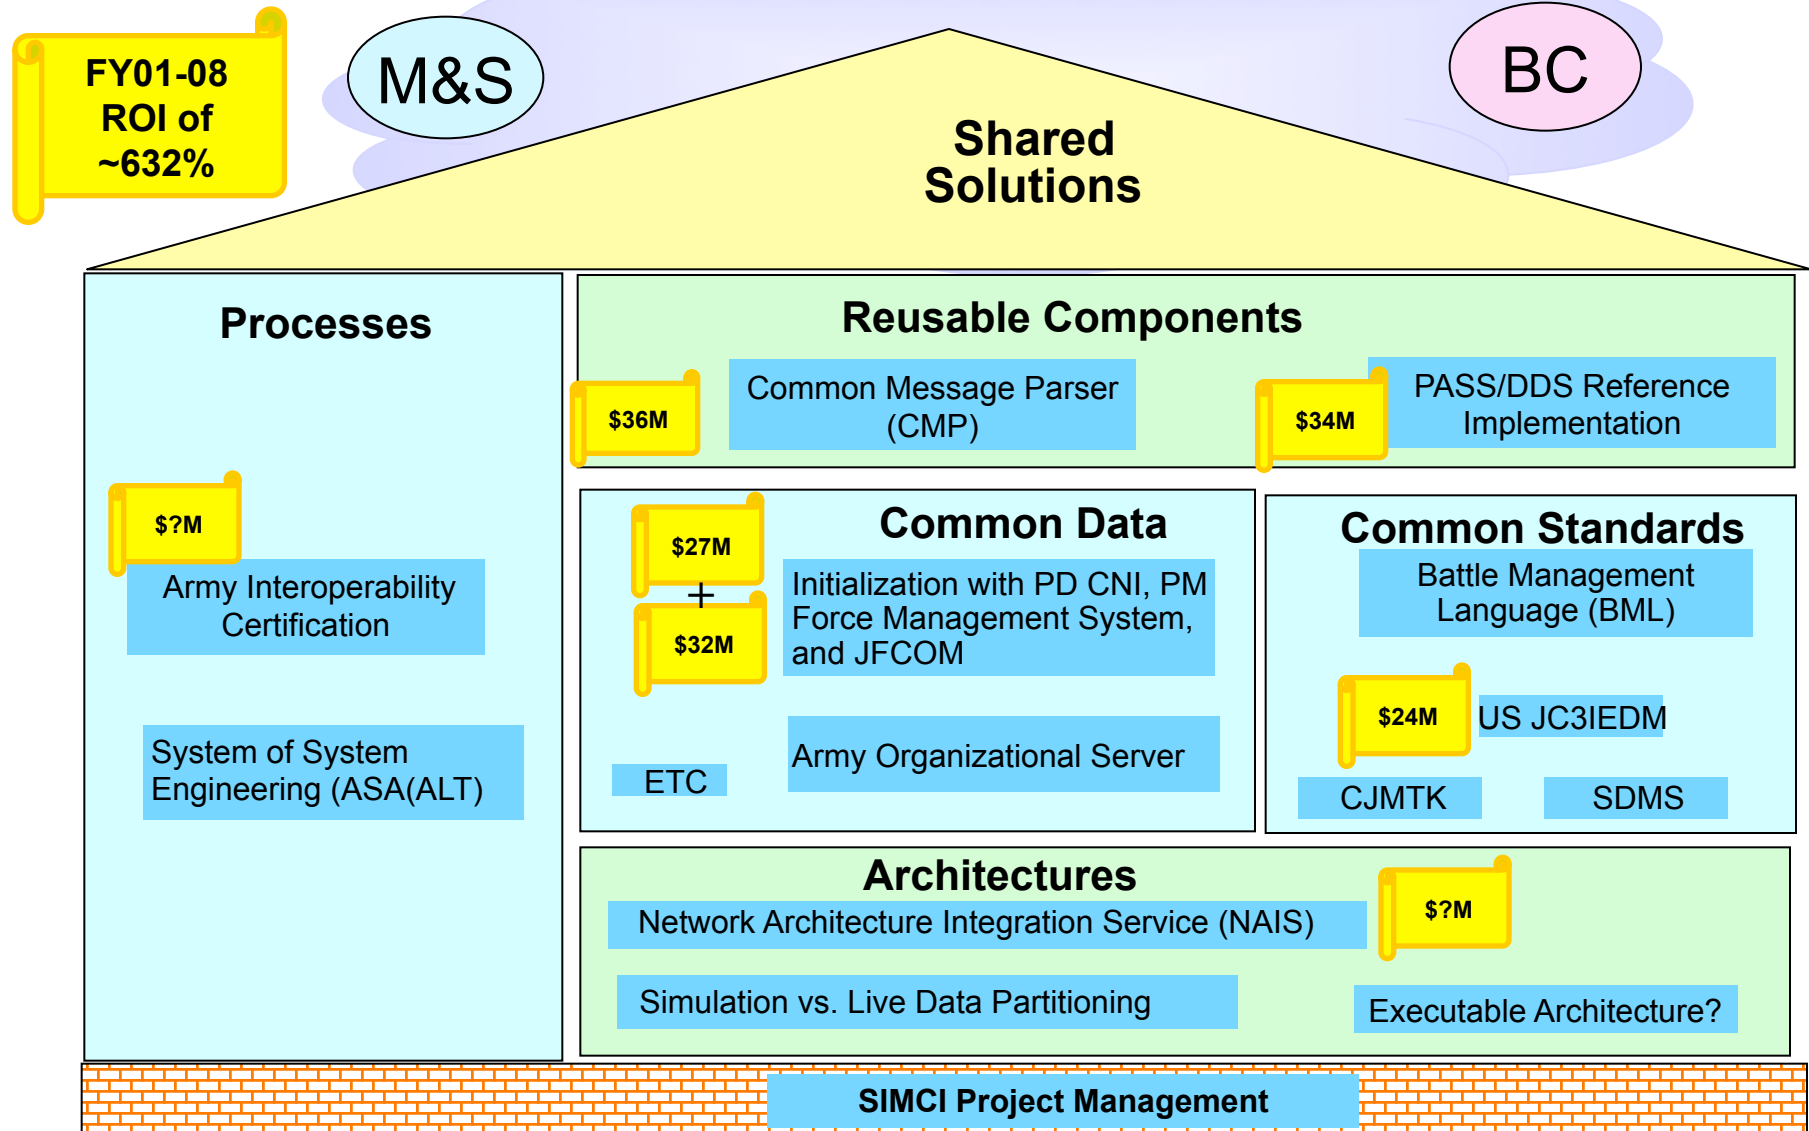 FY01-08
ROI of
~632%
M&S
BC
Shared
Solutions
Processes
$?M
Army Interoperability
Certification
System of System
Engineering (ASA(ALT)
Reusable Components
$36M
Common Message Parser
(CMP)
$34M
PASS/DDS Reference
Implementation
Common Data
$27M
+
$32M
Initialization with PD CNI, PM
Force Management System,
and JFCOM
Army Organizational Server
ETC
Common Standards
Battle Management
Language (BML)
$24M
US JC3IEDM
CJMTK
SDMS
Architectures
Network Architecture Integration Service (NAIS)
$?M
Simulation vs. Live Data Partitioning
Executable Architecture?
SIMCI Project Management